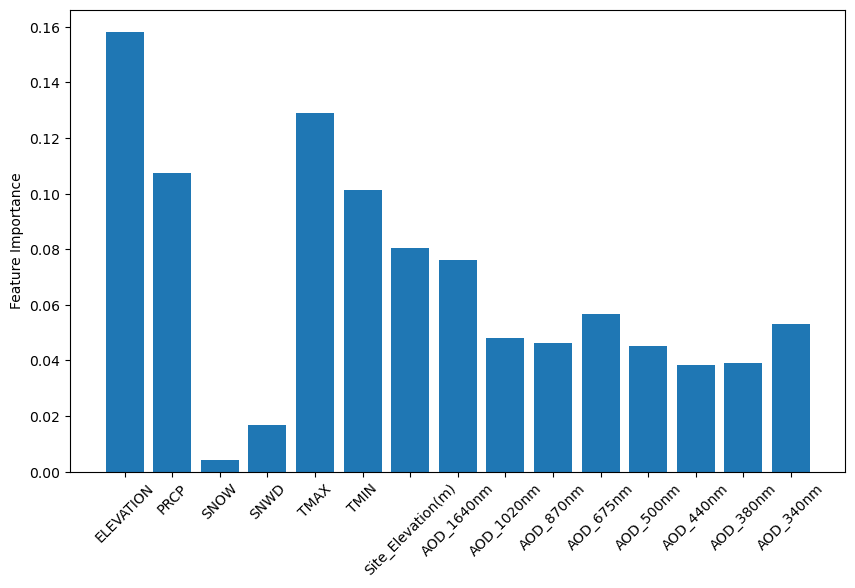 Feature Importance
0.16
0.14
0.12
0.10
0.08
0.06
0.04
0.02
0.00
ELEVATION
PRCP
SNOW
SNWD
TMAX
TMIN
Site_Elevation(m)
AOD_1640nm
AOD_1020nm
AOD_870nm
AOD_675nm
AOD_500nm
AOD_440nm
AOD_380nm
AOD_340nm